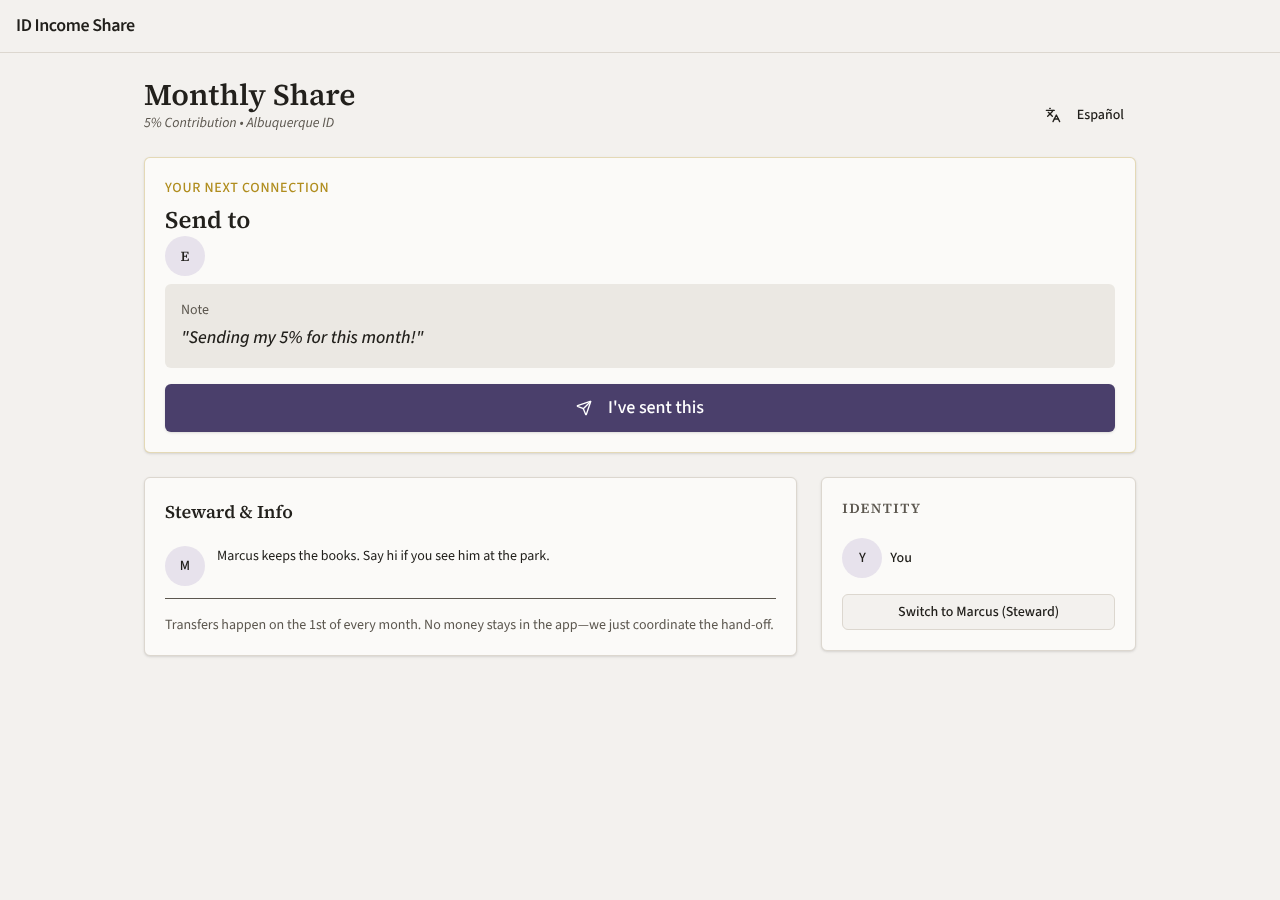 ID Income Share
Monthly Share
5% Contribution • Albuquerque ID
Español
YOUR NEXT CONNECTION
Send to
E
Note
"Sending my 5% for this month!"
I've sent this
Steward & Info
M
Marcus keeps the books. Say hi if you see him at the park.
Transfers happen on the 1st of every month. No money stays in the app—we just coordinate the hand-off.
IDENTITY
Y
You
Switch to Marcus (Steward)